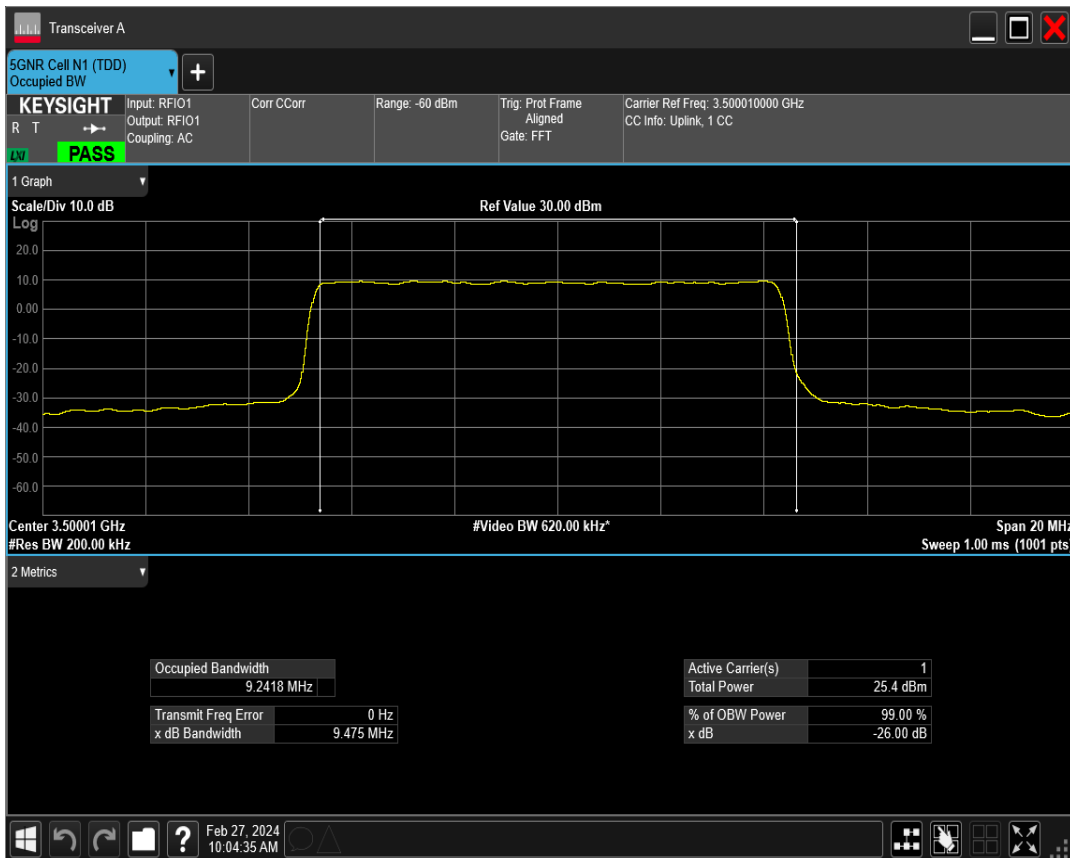 Transceiver A
5GNR Cell N1 (TDD)
Occupied BW
KEYSIGHT
R T
LXI
PASS
Input: RFIO1
Output: RFIO1
Coupling: AC
Corr CCorr
Range: -60 dBm
Trig: Prot Frame
Aligned
Gate: FFT
Carrier Ref Freq: 3.500010000 GHz
CC Info: Uplink, 1 CC
1 Graph
Scale/Div 10.0 dB
Ref Value 30.00 dBm
Log
20.0
10.0
0.00
-10.0
-20.0
-30.0
-40.0
-50.0
-60.0
Center 3.50001 GHz
#Video BW 620.00 kHz*
Span 20 MHz
#Res BW 200.00 kHz
Sweep 1.00 ms (1001 pts)
2 Metrics
Occupied Bandwidth
9.2418 MHz
Transmit Freq Error 0 Hz
x dB Bandwidth 9.475 MHz
Active Carrier(s) 1
Total Power 25.4 dBm
% of OBW Power 99.00 %
x dB -26.00 dB
Feb 27, 2024
10:04:35 AM